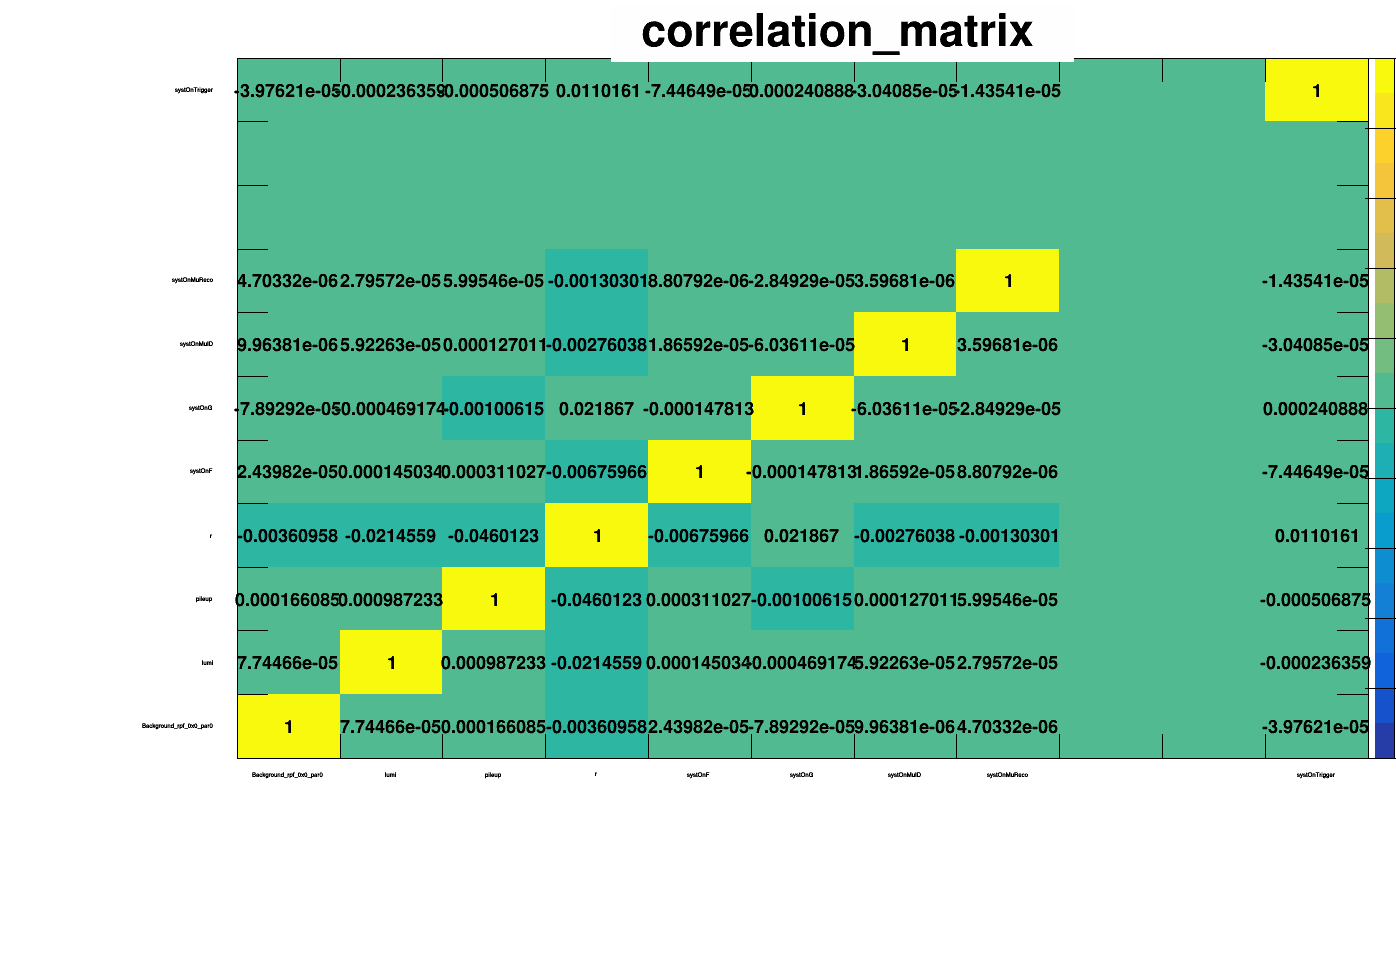 correlation_matrix
systOnTrigger -3.97621e-05 -0.000236359 -0.000506875 0.0110161 -7.44649e-05 0.000240888 -3.04085e-05 -1.43541e-05 1
systOnMuReco 4.70332e-06 2.79572e-05 5.99546e-05 -0.00130301 8.80792e-06 -2.84929e-05 3.59681e-06 1 -1.43541e-05
systOnMuID 9.96381e-06 5.92263e-05 0.000127011 -0.00276038 1.86592e-05 -6.03611e-05 1 3.59681e-06 -3.04085e-05
systOnG -7.89292e-05 -0.000469174 -0.00100615 0.021867 -0.000147813 1 -6.03611e-05 -2.84929e-05 0.000240888
systOnF 2.43982e-05 0.000145034 0.000311027 -0.00675966 1 -0.000147813 1.86592e-05 8.80792e-06 -7.44649e-05
r -0.00360958 -0.0214559 -0.0460123 1 -0.00675966 0.021867 -0.00276038 -0.00130301 0.0110161
pileup 0.000166085 0.000987233 1 -0.0460123 0.000311027 -0.00100615 0.000127011 5.99546e-05 -0.000506875
lumi 7.74466e-05 1 0.000987233 -0.0214559 0.000145034 -0.000469174 5.92263e-05 2.79572e-05 -0.000236359
Background_rpf_0x0_par0 1 7.74466e-05 0.000166085 -0.00360958 2.43982e-05 -7.89292e-05 9.96381e-06 4.70332e-06 -3.97621e-05
Background_rpf_0x0_par0 lumi pileup r systOnF systOnG systOnMuID systOnMuReco systOnTrigger